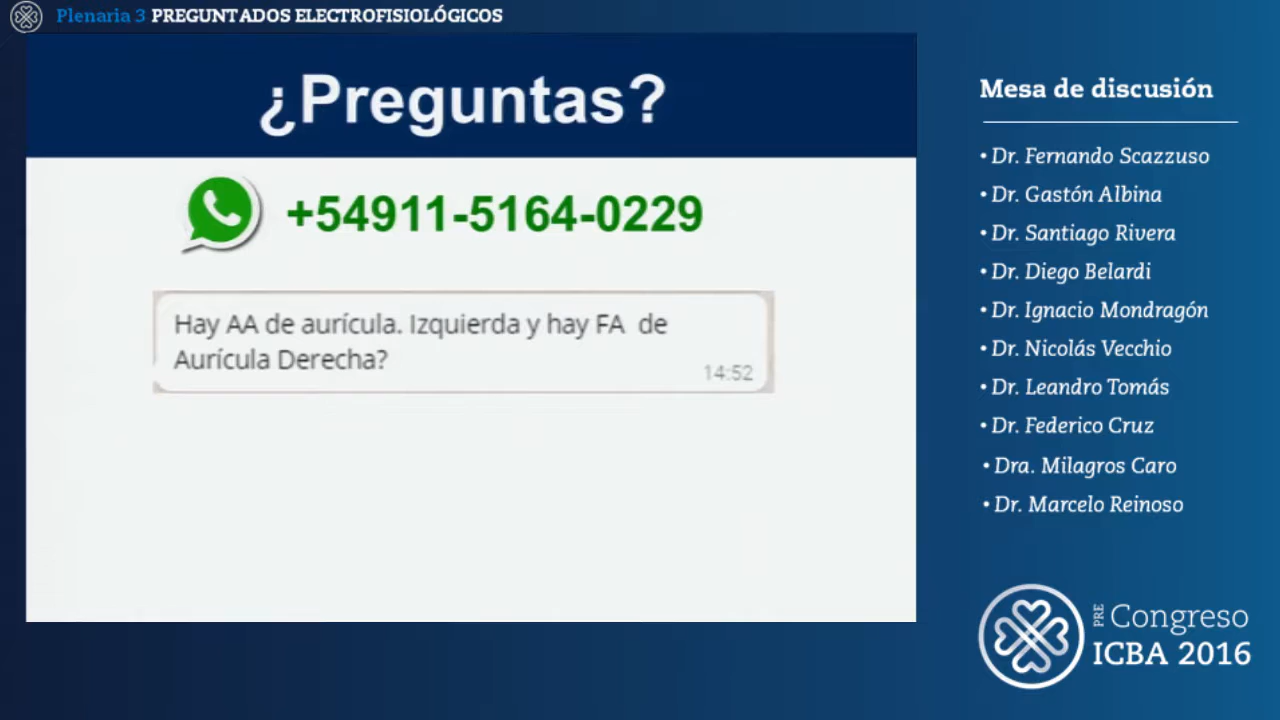 Plenaria 3 PREGUNTADOS ELECTROFISIOLÓGICOS
¿Preguntas?
+54911-5164-0229
Hay AA de aurícula. Izquierda y hay FA de
Aurícula Derecha?
14:52
Mesa de discusión
• Dr. Fernando Scazzuso
• Dr. Gastón Albina
• Dr. Santiago Rivera
• Dr. Diego Belardi
• Dr. Ignacio Mondragón
• Dr. Nicolás Vecchio
• Dr. Leandro Tomás
• Dr. Federico Cruz
• Dra. Milagros Caro
• Dr. Marcelo Reinoso
PRE Congreso
ICBA 2016